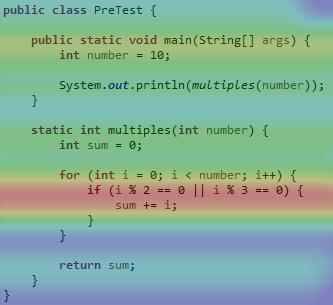 public class PreTest {
    public static void main(String[] args) {
        int number = 10;
        System.out.println(multiples(number));
    }
    static int multiples(int number) {
        int sum = 0;
        for (int i = 0; i < number; i++) {
            if (i % 2 == 0 || i % 3 == 0) {
                sum += i;
            }
        }
        return sum;
    }
}